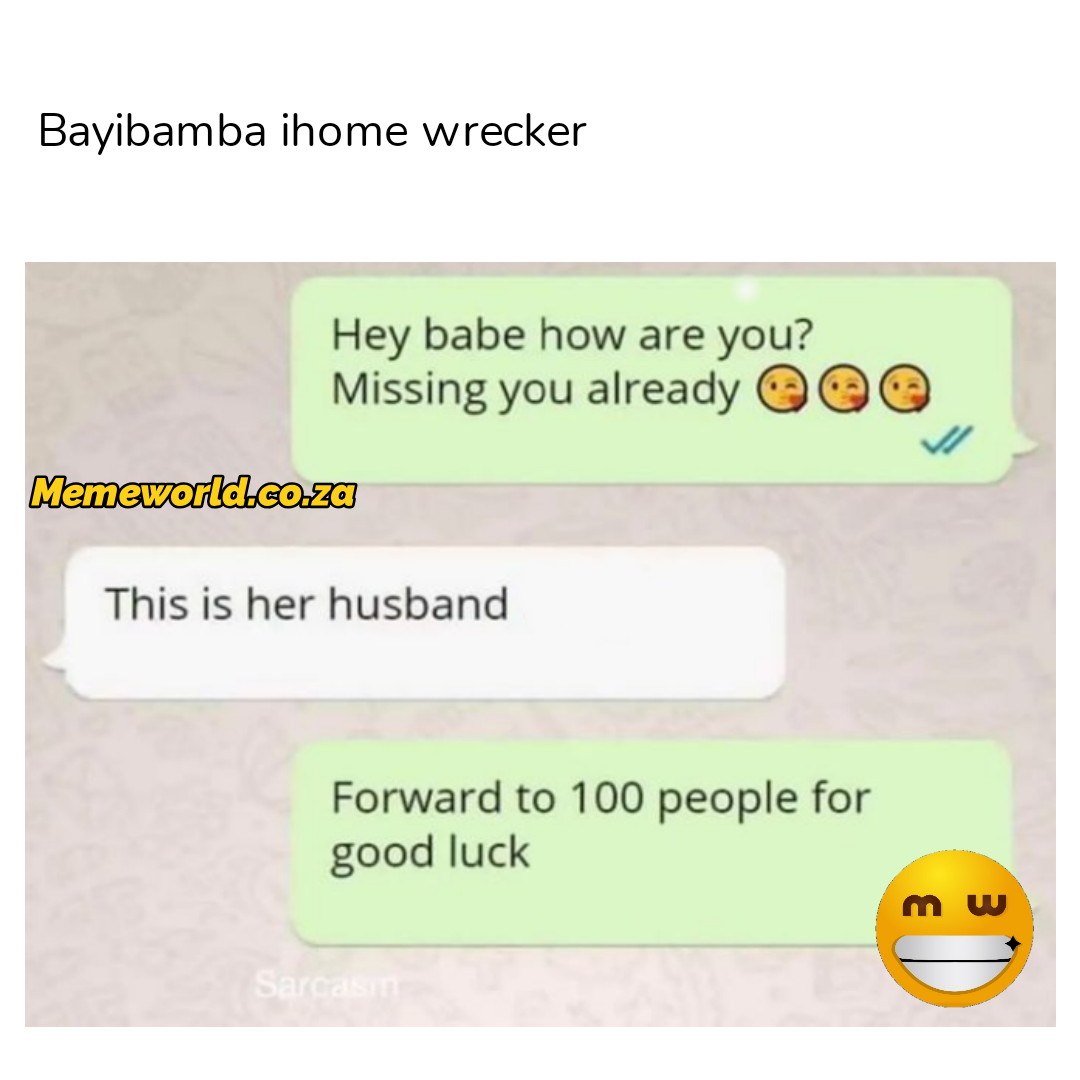 Bayibamba ihome wrecker
Hey babe how are you?
Missing you already 😘😘😘
Memeworld.co.za
This is her husband
Forward to 100 people for
good luck
m w
Sarcasm